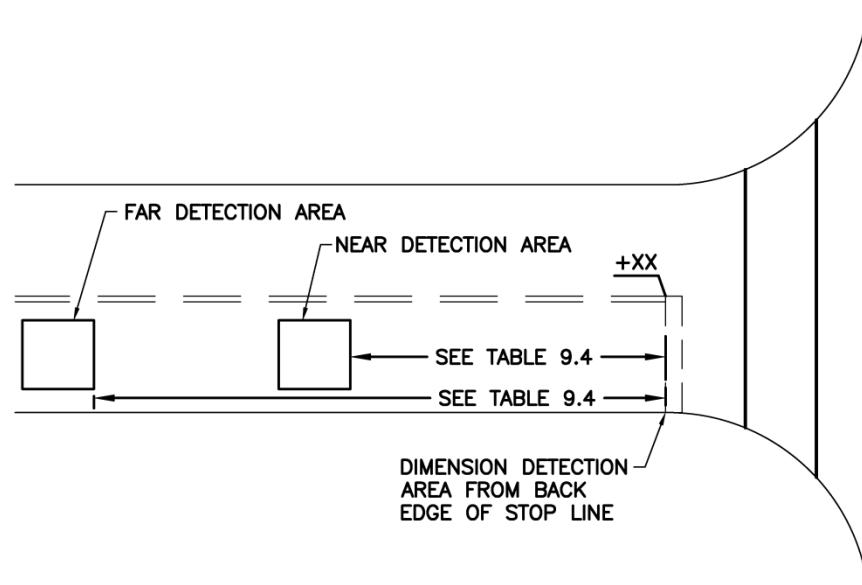 FAR DETECTION AREA
NEAR DETECTION AREA
+XX
SEE TABLE 9.4
SEE TABLE 9.4
DIMENSION DETECTION
AREA FROM BACK
EDGE OF STOP LINE